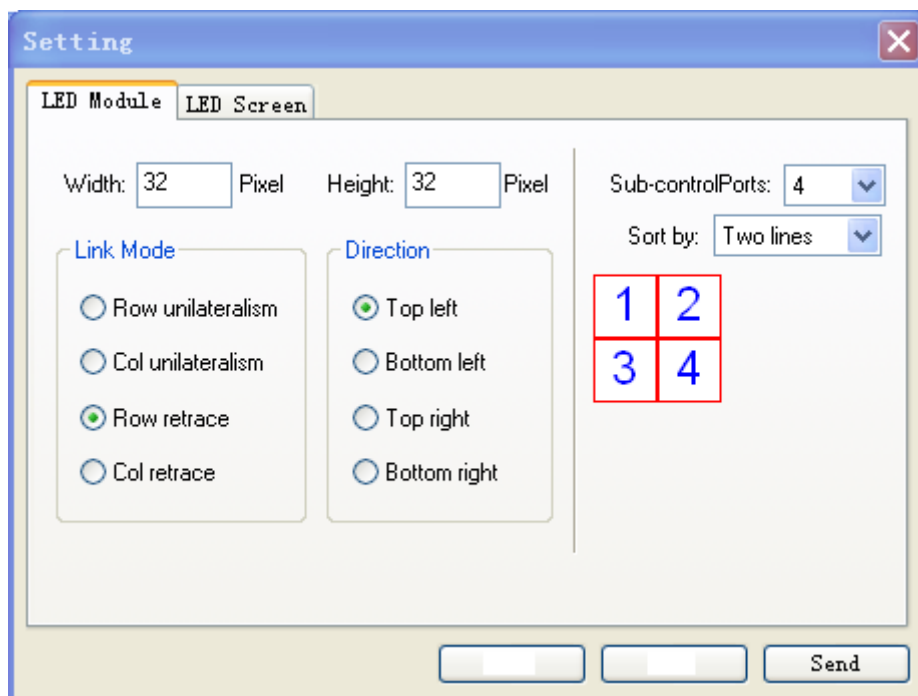 Setting
LED Module LED Screen
Width: 32 Pixel Height: 32 Pixel Sub-controlPorts: 4
Sort by: Two lines
Link Mode Direction
Row unilateralism Top left
Col unilateralism Bottom left
Row retrace Top right
Col retrace Bottom right
1 2
3 4
Send